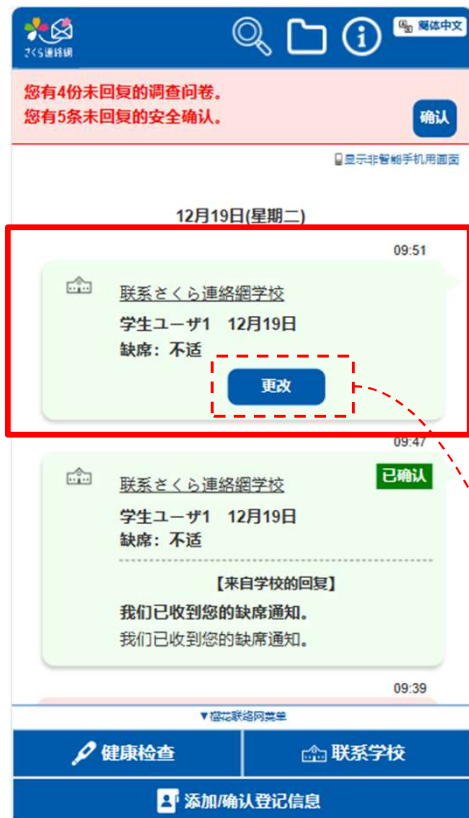 さくら連絡網
簡体中文
您有4份未回复的调查问卷。
您有5条未回复的安全确认。
确认
显示非智能手机用画面
12月19日(星期二)
09:51
联系さくら連絡網学校
学生ユーザ1 12月19日
缺席：不适
更改
09:47
已确认
联系さくら連絡網学校
学生ユーザ1 12月19日
缺席：不适
【来自学校的回复】
我们已收到您的缺席通知。
我们已收到您的缺席通知。
09:39
▼樱花联络网菜单
健康检查
联系学校
添加/确认登记信息